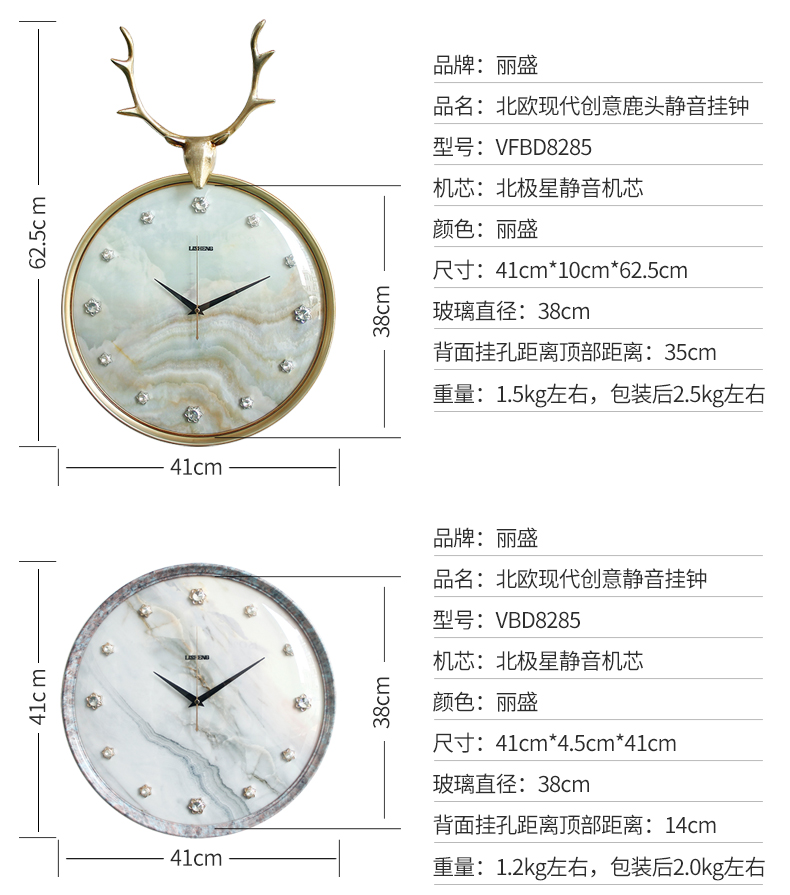 品牌：丽盛
品名：北欧现代创意鹿头静音挂钟
型号：VFBD8285
机芯：北极星静音机芯
颜色：丽盛
尺寸：41cm*10cm*62.5cm
玻璃直径：38cm
背面挂孔距离顶部距离：35cm
重量：1.5kg左右，包装后2.5kg左右
62.5cm
38cm
41cm
LISHENG
品牌：丽盛
品名：北欧现代创意静音挂钟
型号：VBD8285
机芯：北极星静音机芯
颜色：丽盛
尺寸：41cm*4.5cm*41cm
玻璃直径：38cm
背面挂孔距离顶部距离：14cm
重量：1.2kg左右，包装后2.0kg左右
41cm
38cm
41cm
LISHENG